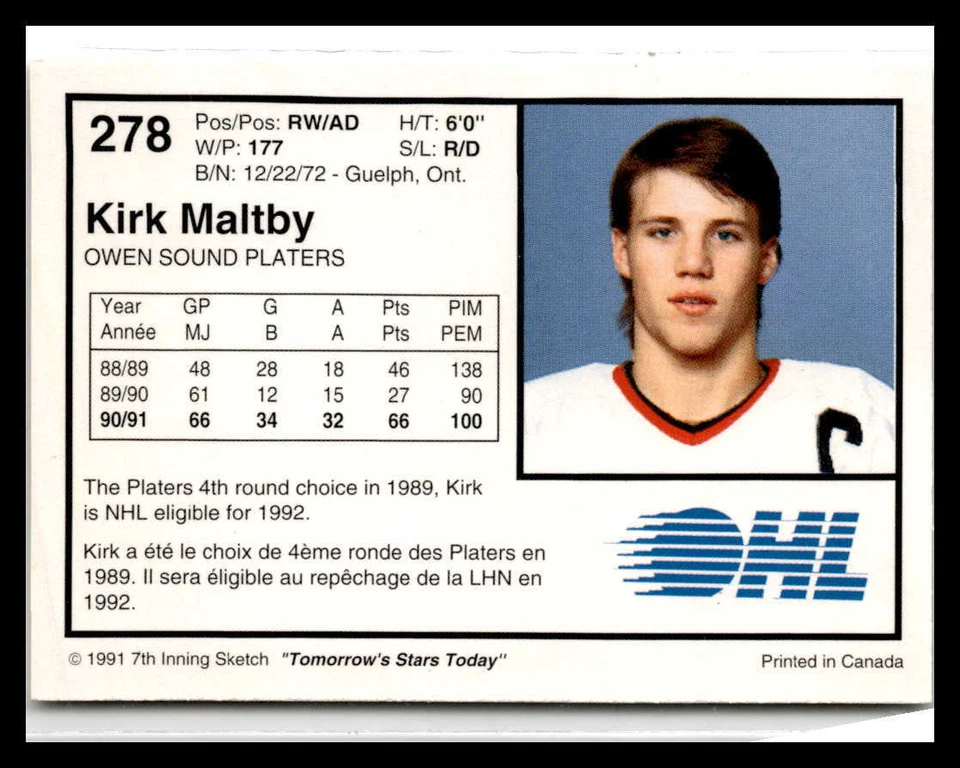 278
Pos/Pos: RW/AD H/T: 6'0"
W/P: 177 S/L: R/D
B/N: 12/22/72 - Guelph, Ont.
Kirk Maltby
OWEN SOUND PLATERS
Year GP G A Pts PIM
Année MJ B A Pts PEM
88/89 48 28 18 46 138
89/90 61 12 15 27 90
90/91 66 34 32 66 100
C
The Platers 4th round choice in 1989, Kirk
is NHL eligible for 1992.
Kirk a été le choix de 4ème ronde des Platers en
1989. Il sera éligible au repêchage de la LHN en
1992.
OHL
© 1991 7th Inning Sketch "Tomorrow's Stars Today" Printed in Canada